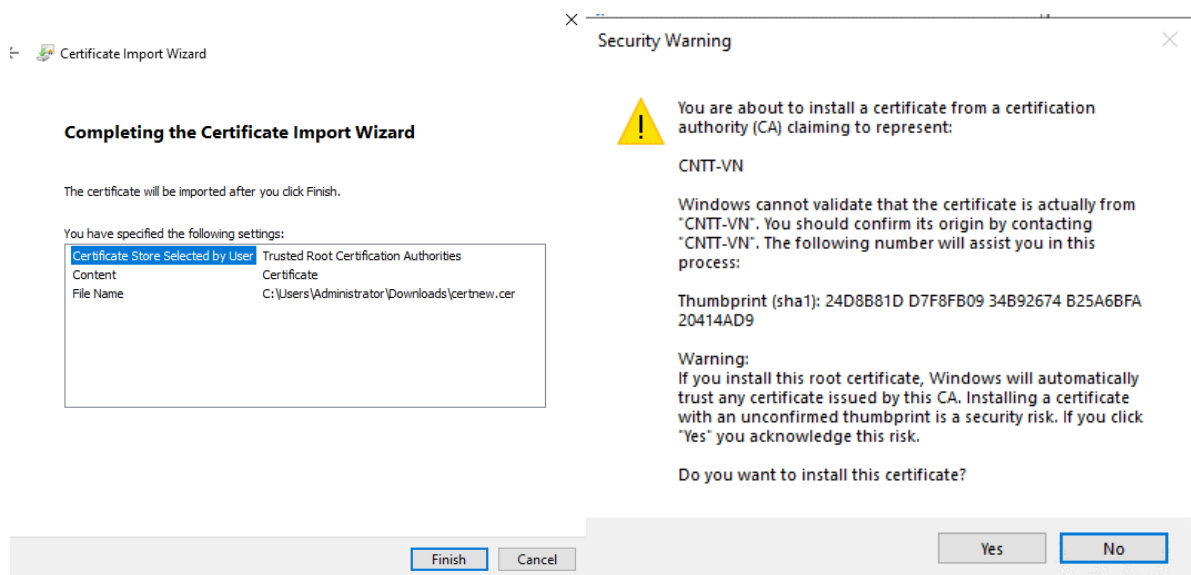 Certificate Import Wizard
Completing the Certificate Import Wizard
The certificate will be imported after you click Finish.
You have specified the following settings:
Certificate Store Selected by User Trusted Root Certification Authorities
Content Certificate
File Name C:\Users\Administrator\Downloads\certnew.cer
Finish Cancel
Security Warning
You are about to install a certificate from a certification
authority (CA) claiming to represent:
CNTT-VN
Windows cannot validate that the certificate is actually from
"CNTT-VN". You should confirm its origin by contacting
"CNTT-VN". The following number will assist you in this
process:
Thumbprint (sha1): 24D8B81D D7F8FB09 34B92674 B25A6BFA
20414AD9
Warning:
If you install this root certificate, Windows will automatically
trust any certificate issued by this CA. Installing a certificate
with an unconfirmed thumbprint is a security risk. If you click
"Yes" you acknowledge this risk.
Do you want to install this certificate?
Yes No